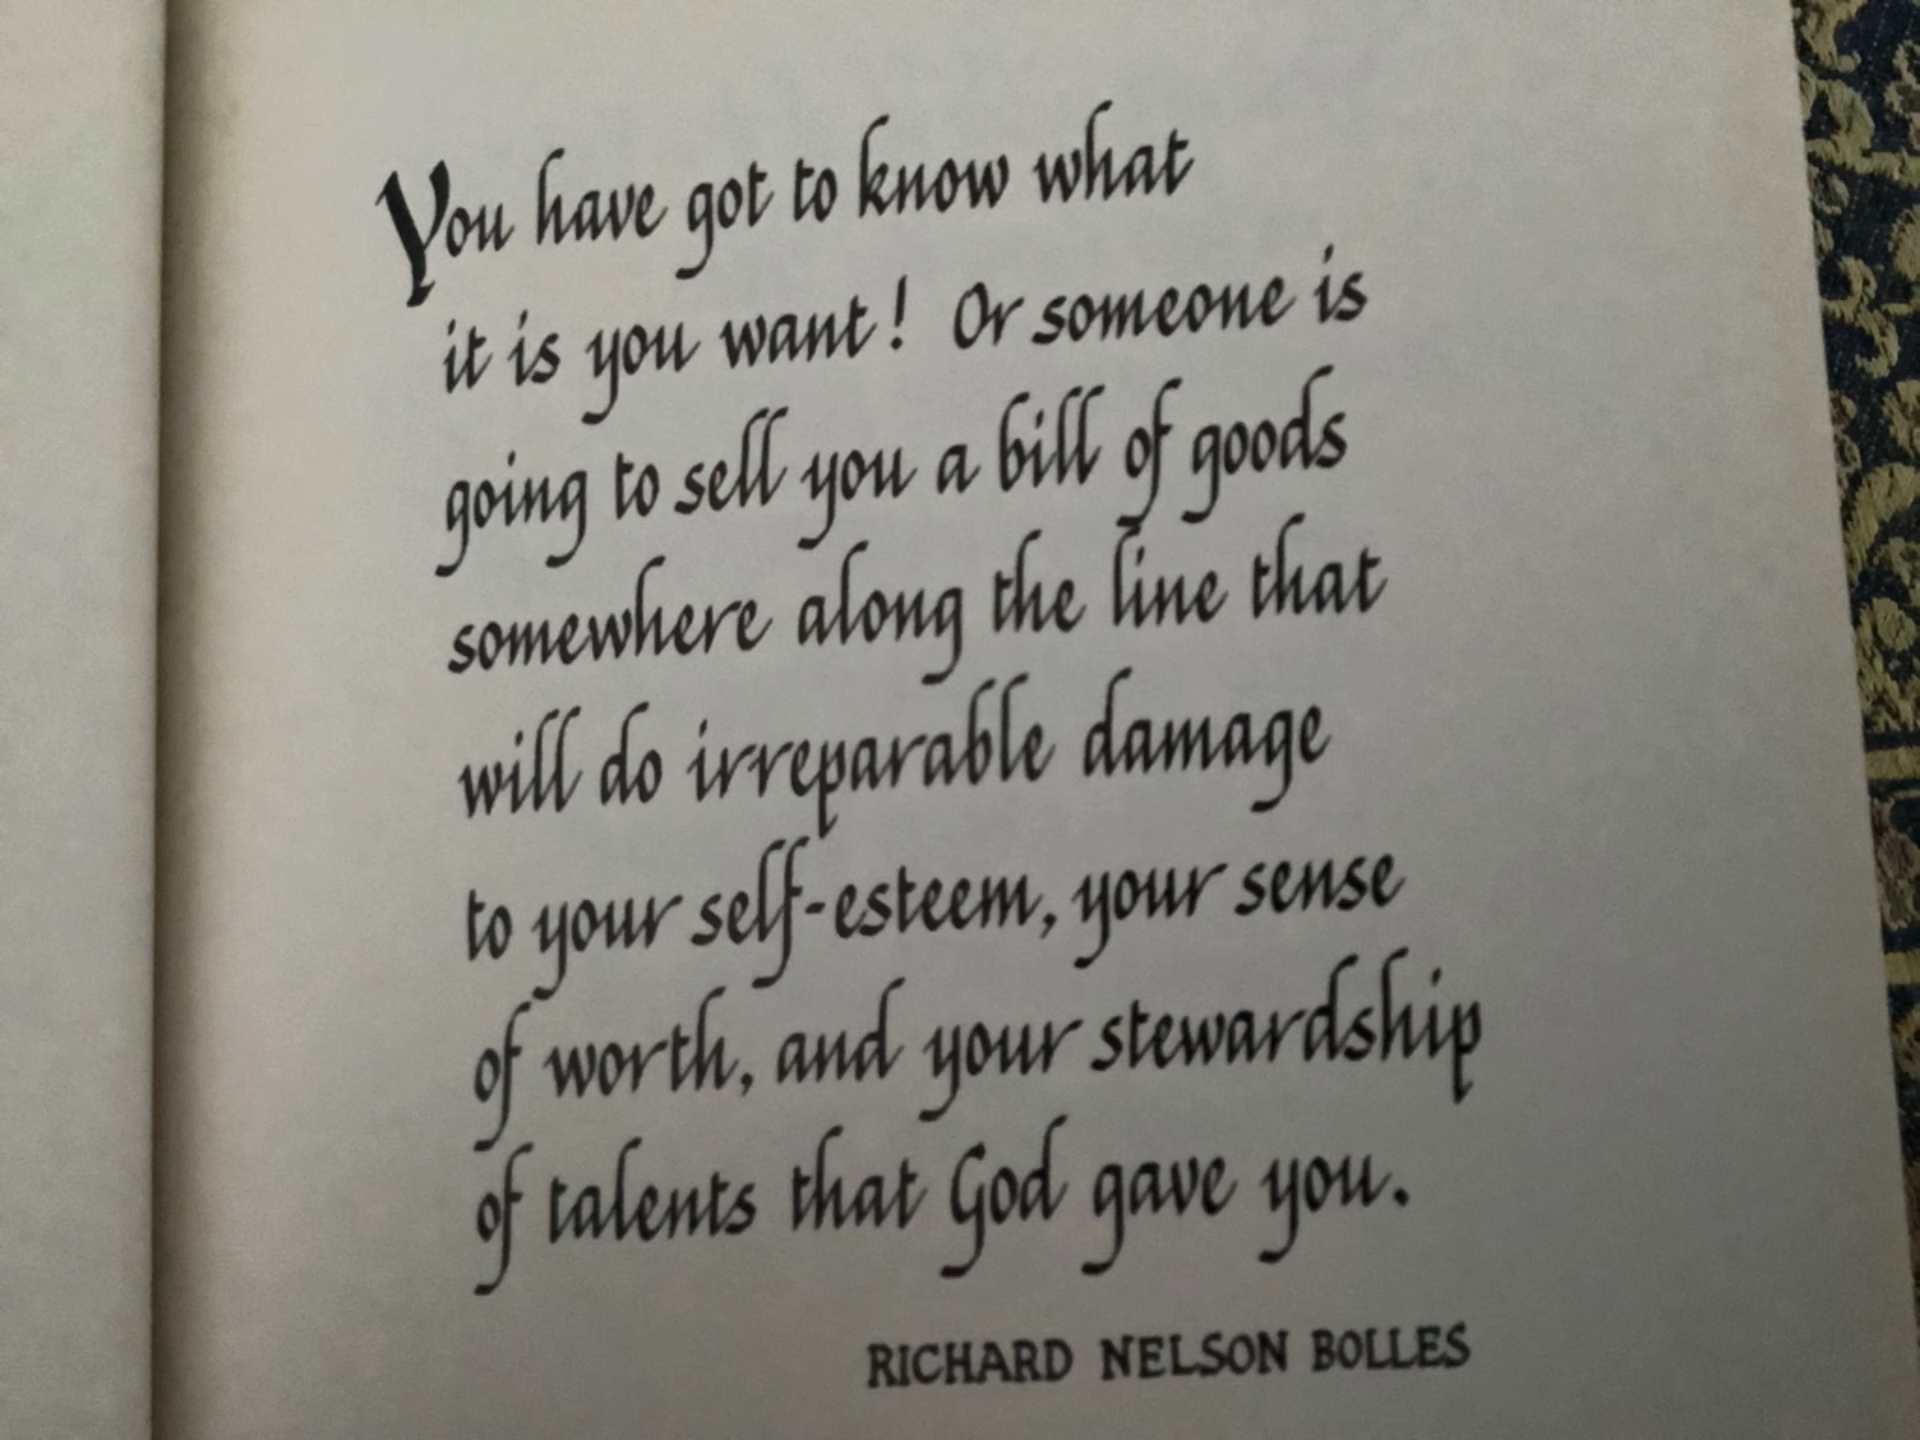 You have got to know what
it is you want! Or someone is
going to sell you a bill of goods
somewhere along the line that
will do irreparable damage
to your self-esteem, your sense
of worth, and your stewardship
of talents that God gave you.
RICHARD NELSON BOLLES